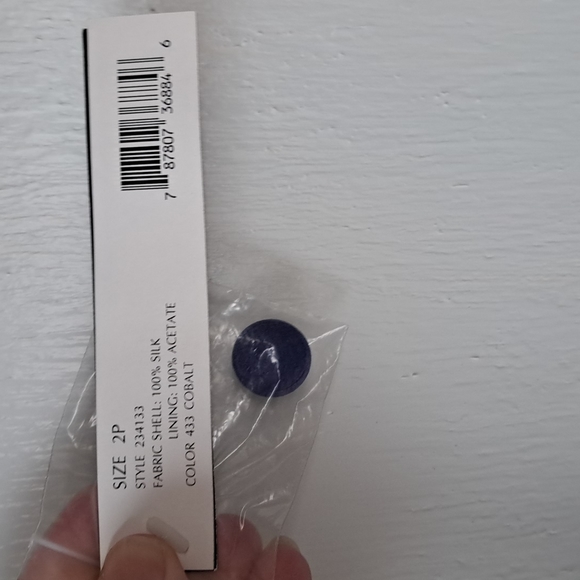 7 87807 36884 6
SIZE 2P
STYLE 234133
FABRIC SHELL: 100% SILK
LINING: 100% ACETATE
COLOR 433 COBALT